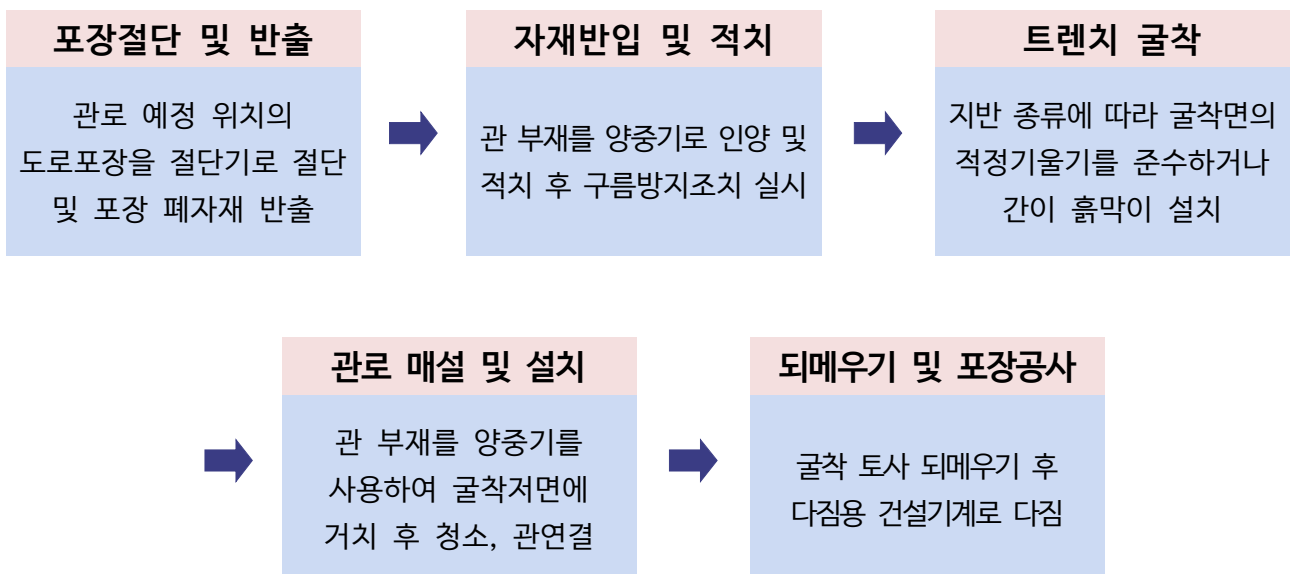 포장절단 및 반출
관로 예정 위치의
도로포장을 절단기로 절단
및 포장 폐자재 반출
자재반입 및 적치
관 부재를 양중기로 인양 및
적치 후 구름방지조치 실시
트렌치 굴착
지반 종류에 따라 굴착면의
적정기울기를 준수하거나
간이 흙막이 설치
관로 매설 및 설치
관 부재를 양중기를
사용하여 굴착저면에
거치 후 청소, 관연결
되메우기 및 포장공사
굴착 토사 되메우기 후
다짐용 건설기계로 다짐